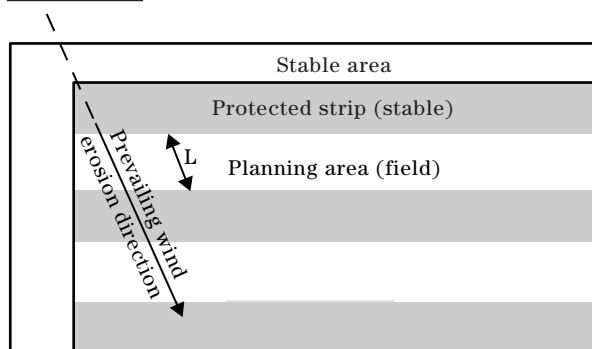 Stable area
Protected strip (stable)
L
Planning area (field)
Prevailing wind
erosion direction